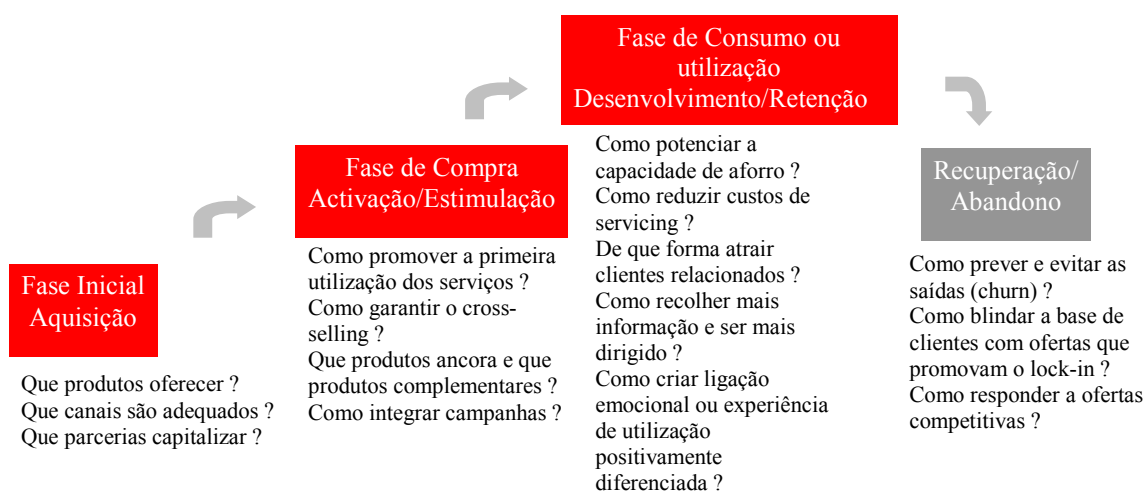 Fase Inicial
Aquisição
Que produtos oferecer ?
Que canais são adequados ?
Que parcerias capitalizar ?
Fase de Compra
Activação/Estimulação
Como promover a primeira
utilização dos serviços ?
Como garantir o cross-
selling ?
Que produtos ancora e que
produtos complementares ?
Como integrar campanhas ?
Fase de Consumo ou
utilização
Desenvolvimento/Retenção
Como potenciar a
capacidade de aforro ?
Como reduzir custos de
servicing ?
De que forma atrair
clientes relacionados ?
Como recolher mais
informação e ser mais
dirigido ?
Como criar ligação
emocional ou experiência
de utilização
positivamente
diferenciada ?
Recuperação/
Abandono
Como prever e evitar as
saídas (churn) ?
Como blindar a base de
clientes com ofertas que
promovam o lock-in ?
Como responder a ofertas
competitivas ?